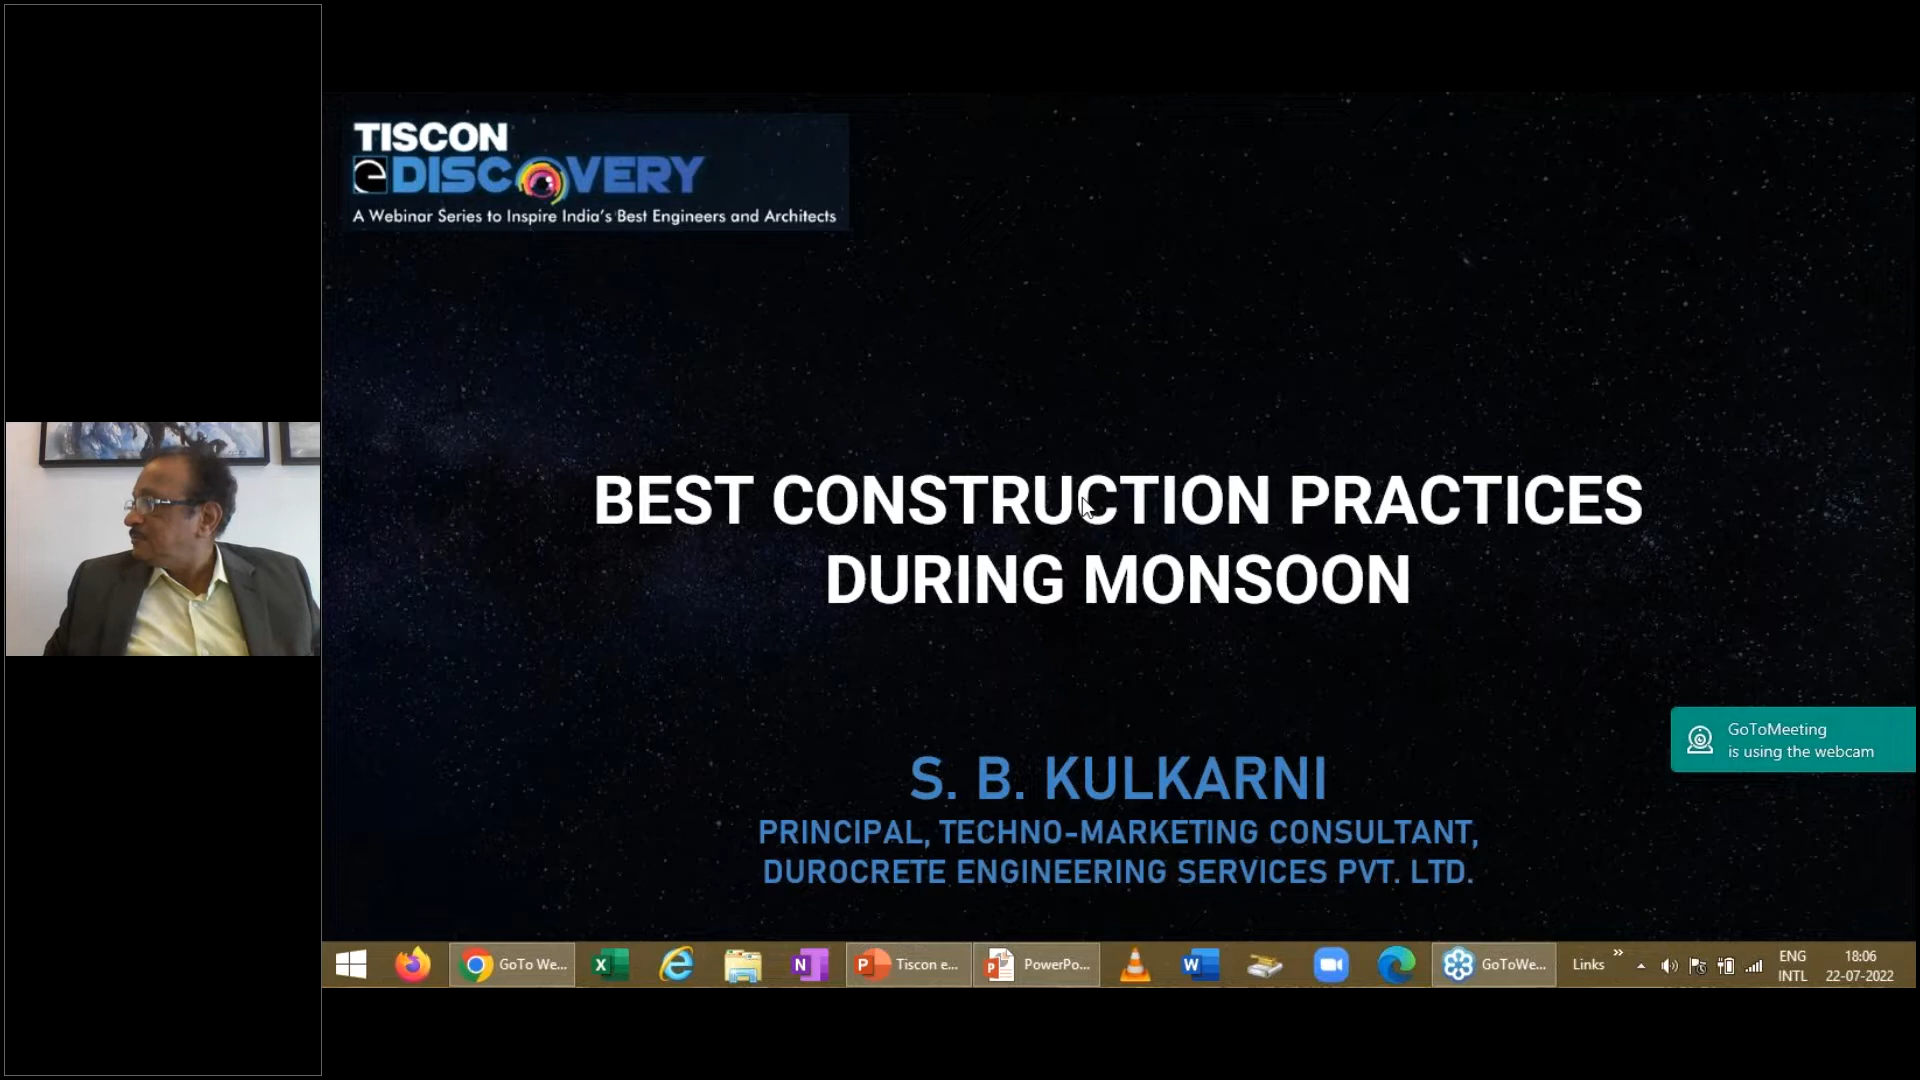 TISCON
eDISCOVERY
A Webinar Series to Inspire India's Best Engineers and Architects
BEST CONSTRUCTION PRACTICES
DURING MONSOON
GoToMeeting
is using the webcam
S. B. KULKARNI
PRINCIPAL, TECHNO-MARKETING CONSULTANT,
DUROCRETE ENGINEERING SERVICES PVT. LTD.
GoTo We... Tiscon e... PowerPo... GoToWe... Links » ENG 18:06
INTL 22-07-2022